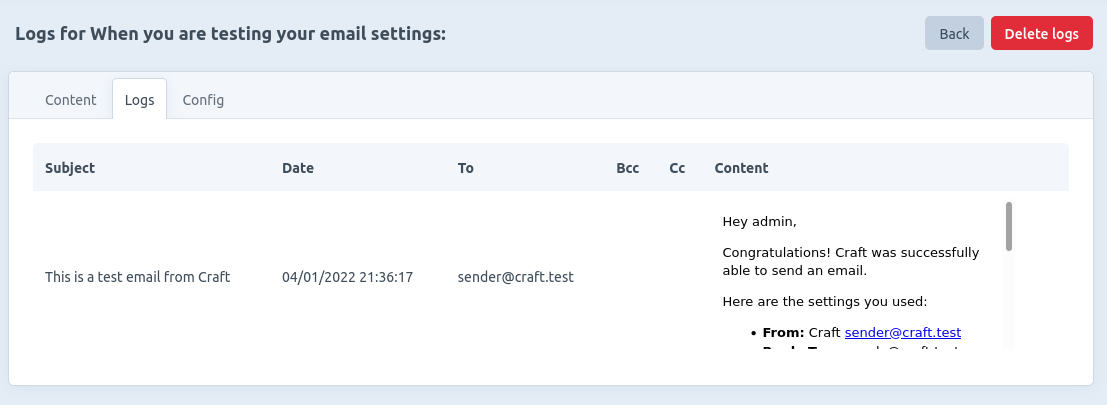 Logs for When you are testing your email settings:
Back
Delete logs
Content
Logs
Config
Subject Date To Bcc Cc Content
This is a test email from Craft 04/01/2022 21:36:17 sender@craft.test
Hey admin,
Congratulations! Craft was successfully
able to send an email.
Here are the settings you used:
• From: Craft sender@craft.test